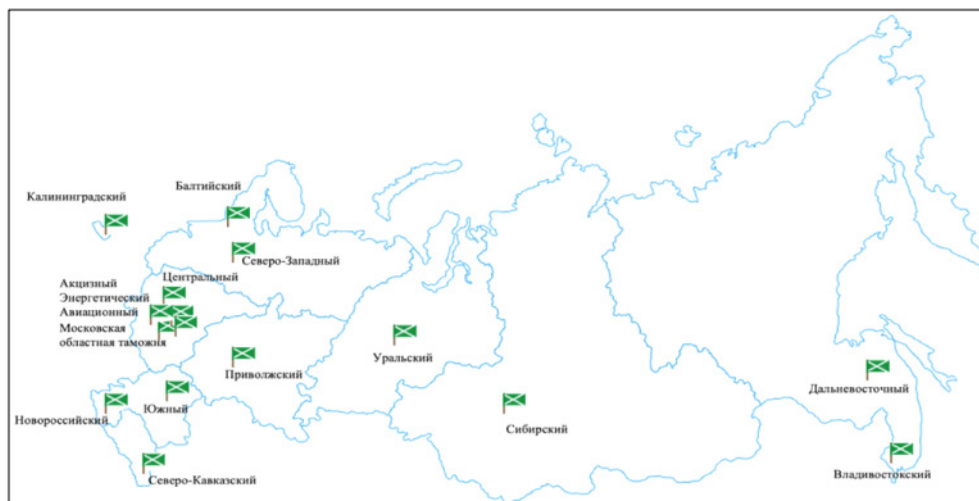 Балтийский
Калининградский
Северо-Западный
Центральный
Акцизный
Энергетический
Авиационный
Московская
областная таможня
Уральский
Приволжский
Дальневосточный
Южный
Новороссийский
Сибирский
Северо-Кавказский
Владивостокский